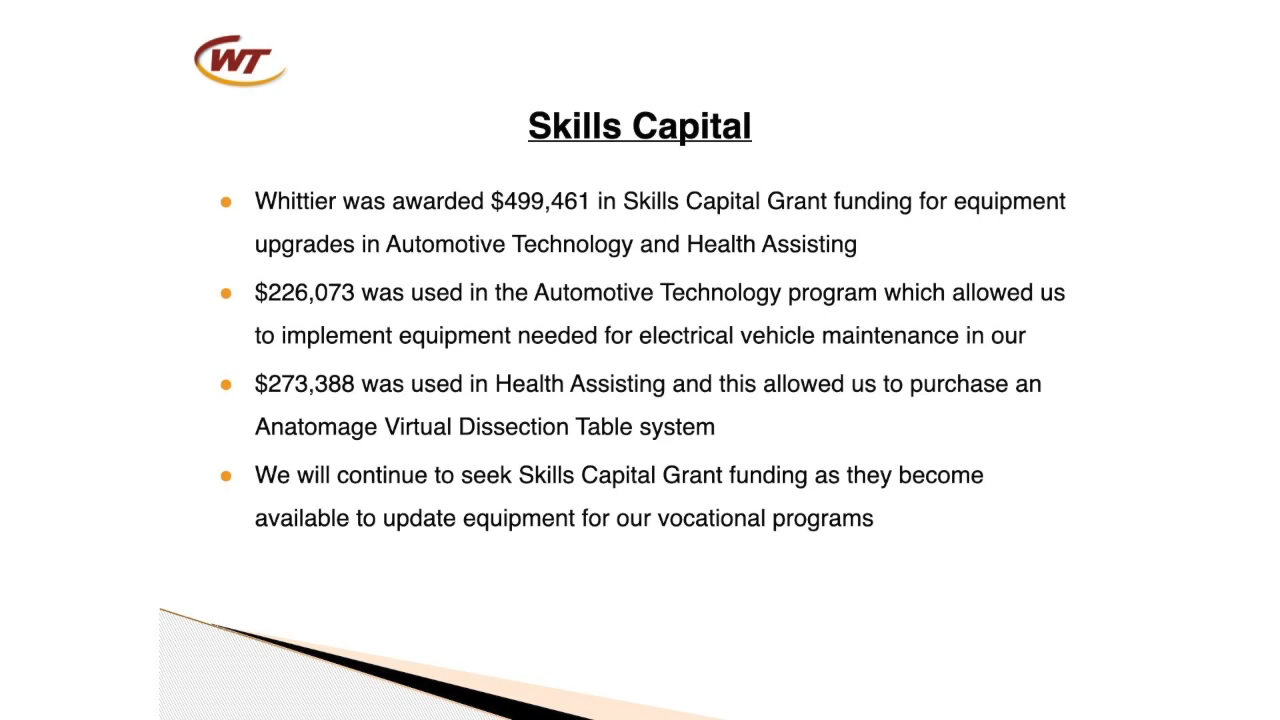 WT
Skills Capital
• Whittier was awarded $499,461 in Skills Capital Grant funding for equipment
upgrades in Automotive Technology and Health Assisting
• $226,073 was used in the Automotive Technology program which allowed us
to implement equipment needed for electrical vehicle maintenance in our
• $273,388 was used in Health Assisting and this allowed us to purchase an
Anatomage Virtual Dissection Table system
• We will continue to seek Skills Capital Grant funding as they become
available to update equipment for our vocational programs